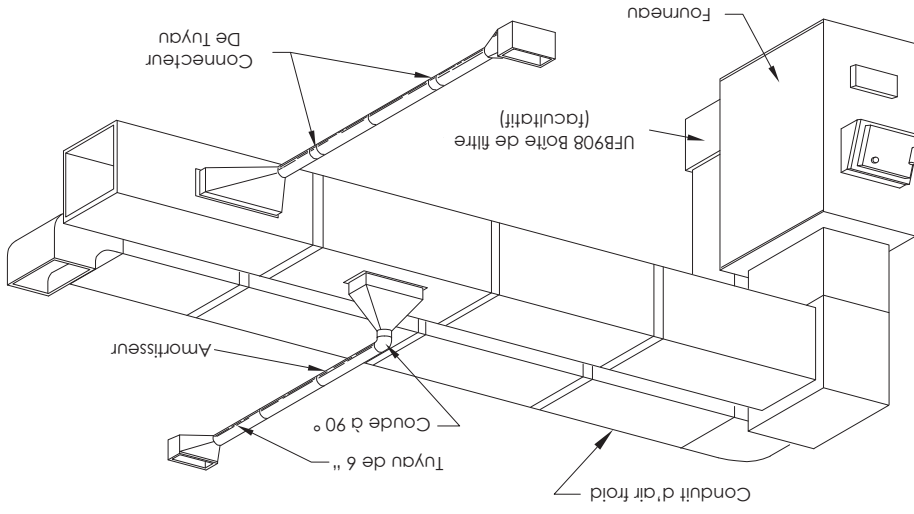 Conduit d'air froid
Tuyau de 6 "
Coude à 90 °
Amortisseur
UFB908 Boîte de filtre
(facultatif)
Connecteur
De Tuyau
Fourneau